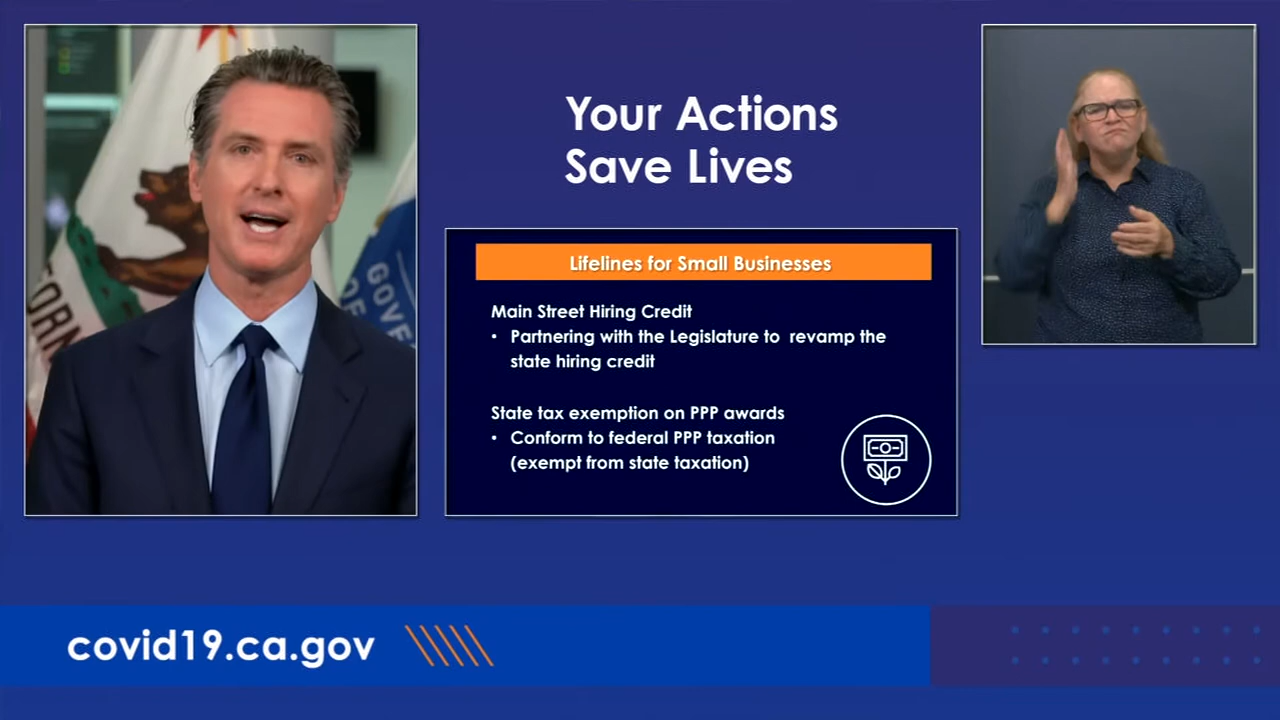 Your Actions
Save Lives
Lifelines for Small Businesses
Main Street Hiring Credit
• Partnering with the Legislature to  revamp the
state hiring credit
State tax exemption on PPP awards
• Conform to federal PPP taxation
(exempt from state taxation)
covid19.ca.gov